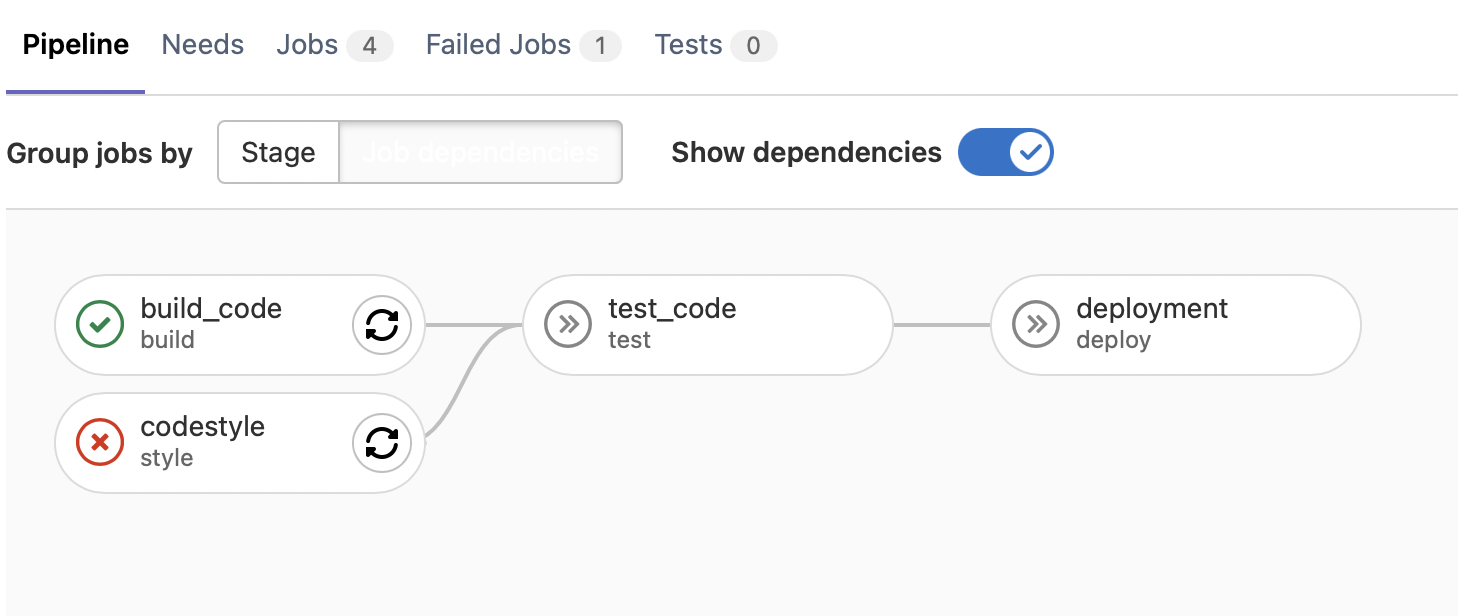 Pipeline Needs Jobs 4 Failed Jobs 1 Tests 0
Group jobs by Stage Job dependencies Show dependencies
build_code
build
test_code
test
deployment
deploy
codestyle
style